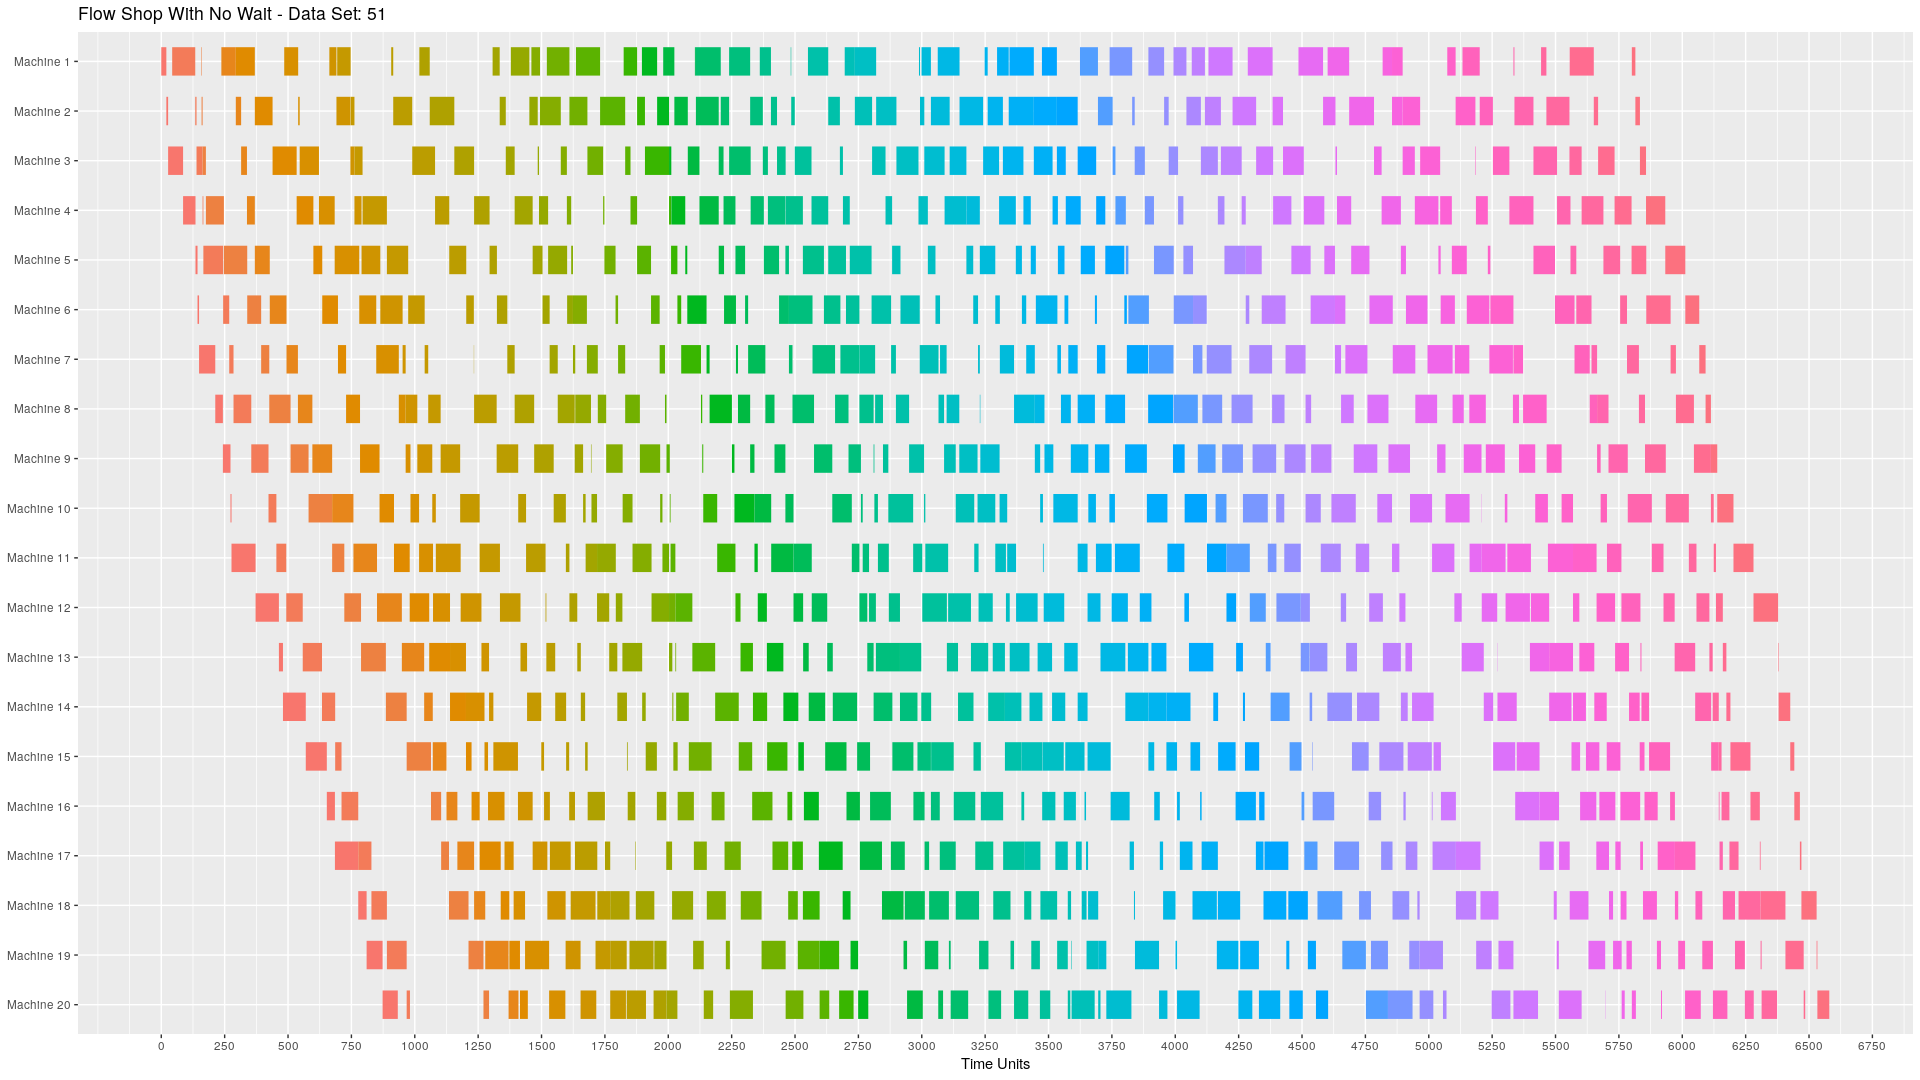 Flow Shop With No Wait - Data Set: 51
Machine 1
Machine 2
Machine 3
Machine 4
Machine 5
Machine 6
Machine 7
Machine 8
Machine 9
Machine 10
Machine 11
Machine 12
Machine 13
Machine 14
Machine 15
Machine 16
Machine 17
Machine 18
Machine 19
Machine 20
0 250 500 750 1000 1250 1500 1750 2000 2250 2500 2750 3000 3250 3500 3750 4000 4250 4500 4750 5000 5250 5500 5750 6000 6250 6500 6750
Time Units